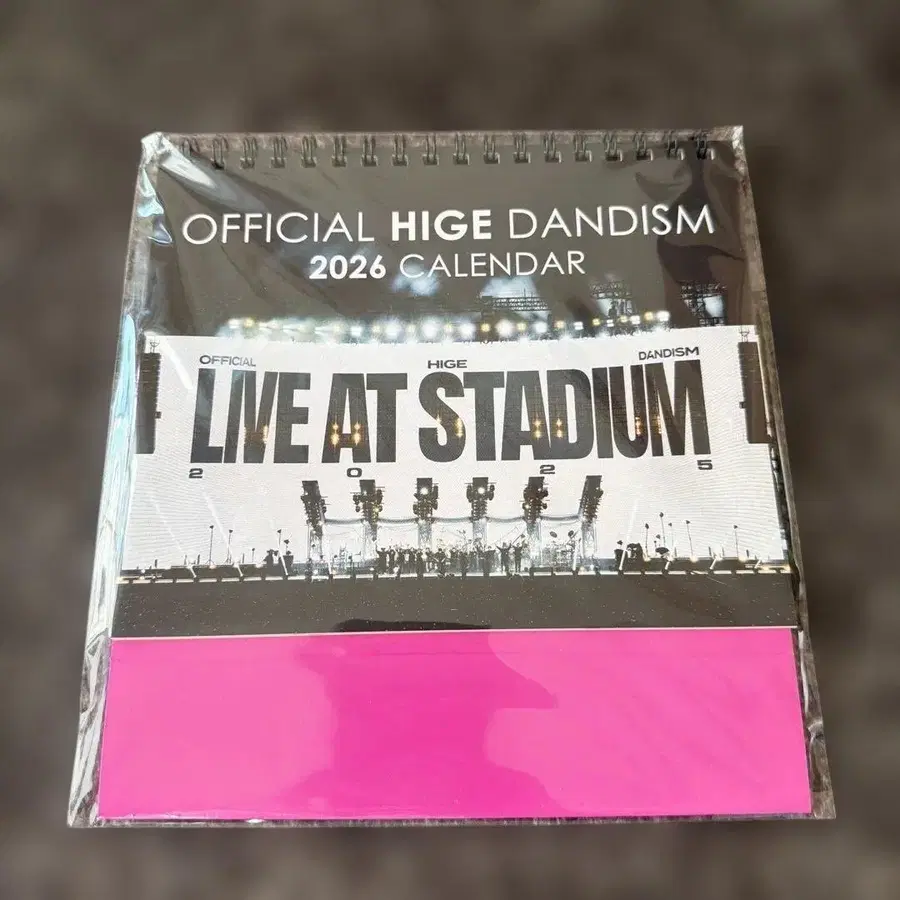 OFFICIAL HIGE DANDISM
2026 CALENDAR
OFFICIAL HIGE DANDISM
LIVE AT STADIUM
2 0 2 5